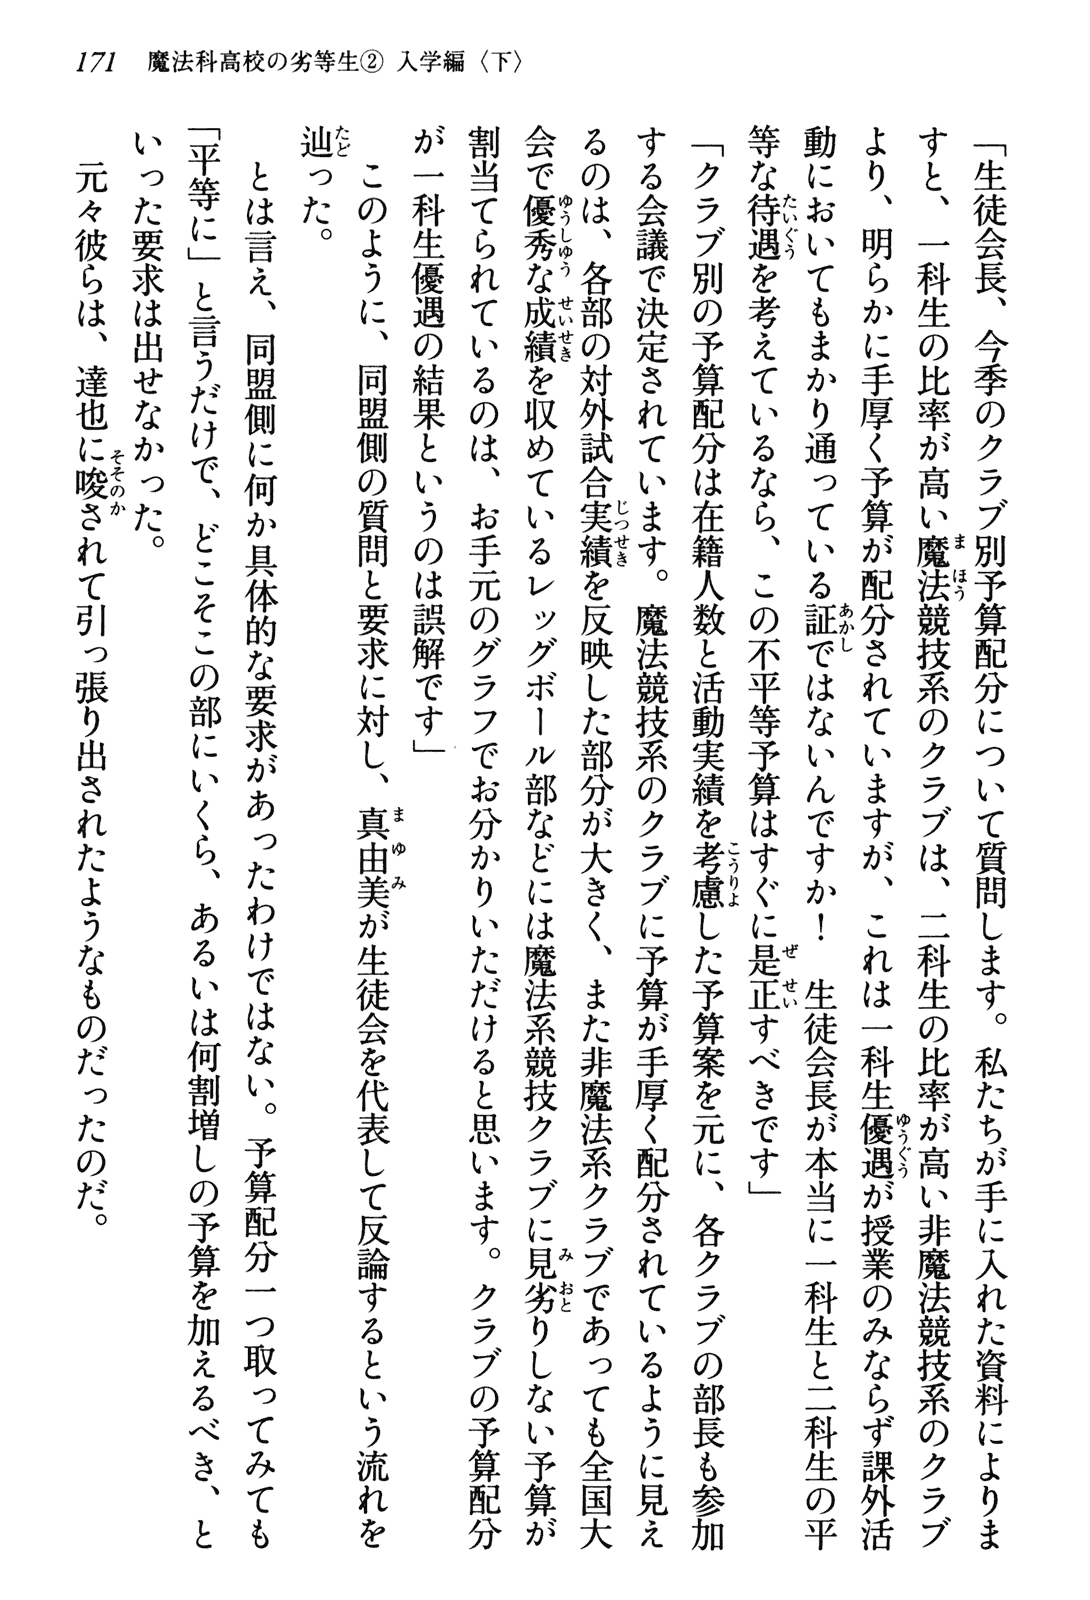 171 魔法科高校の劣等生② 入学編〈下〉
「生徒会長、今季のクラブ別予算配分について質問します。私たちが手に入れた資料によりま
すと、一科生の比率が高い魔法競技系のクラブは、二科生の比率が高い非魔法競技系のクラブ
より、明らかに手厚く予算が配分されていますが、これは一科生優遇が授業のみならず課外活
動においてもまかり通っている証ではないんですか！　生徒会長が本当に一科生と二科生の平
等な待遇を考えているなら、この不平等予算はすぐに是正すべきです」
「クラブ別の予算配分は在籍人数と活動実績を考慮した予算案を元に、各クラブの部長も参加
する会議で決定されています。魔法競技系のクラブに予算が手厚く配分されているように見え
るのは、各部の対外試合実績を反映した部分が大きく、また非魔法系クラブであっても全国大
会で優秀な成績を収めているレッグボール部などには魔法系競技クラブに見劣りしない予算が
割当てられているのは、お手元のグラフでお分かりいただけると思います。クラブの予算配分
が一科生優遇の結果というのは誤解です」
このように、同盟側の質問と要求に対し、真由美が生徒会を代表して反論するという流れを
辿った。
とは言え、同盟側に何か具体的な要求があったわけではない。予算配分一つ取ってみても
「平等に」と言うだけで、どこそこの部にいくら、あるいは何割増しの予算を加えるべき、と
いった要求は出せなかった。
元々彼らは、達也に唆されて引っ張り出されたようなものだったのだ。